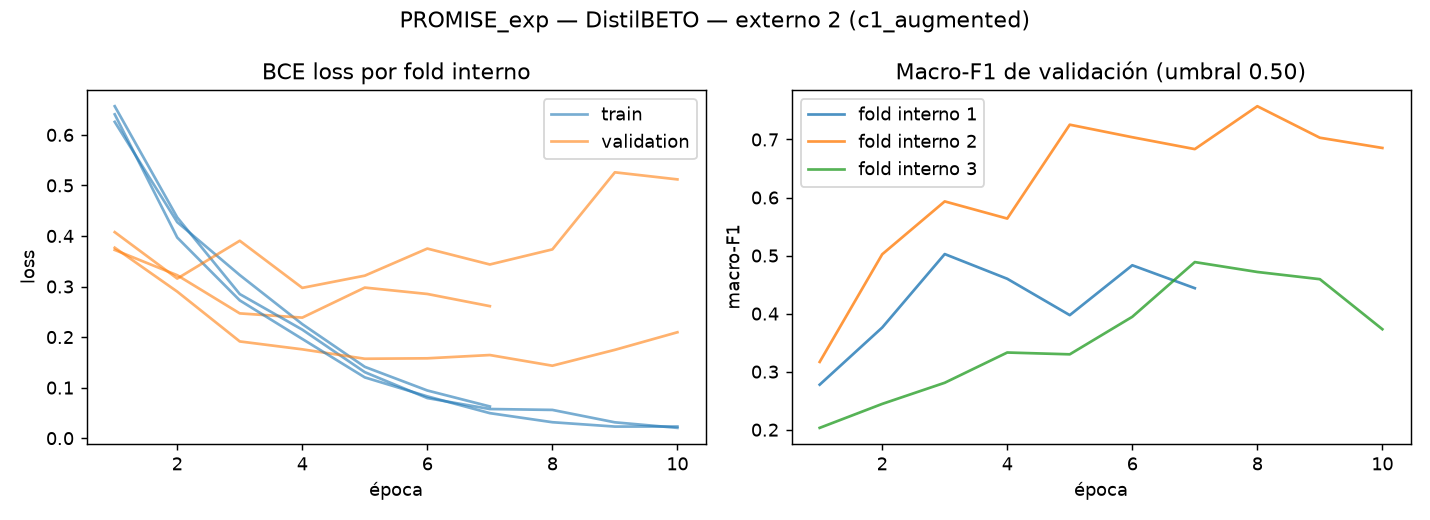 PROMISE_exp — DistilBETO — externo 2 (c1_augmented)
BCE loss por fold interno
train
validation
0.6
0.5
0.4
0.3
0.2
0.1
0.0
loss
2 4 6 8 10
época
Macro-F1 de validación (umbral 0.50)
fold interno 1
fold interno 2
fold interno 3
0.7
0.6
0.5
0.4
0.3
0.2
macro-F1
2 4 6 8 10
época